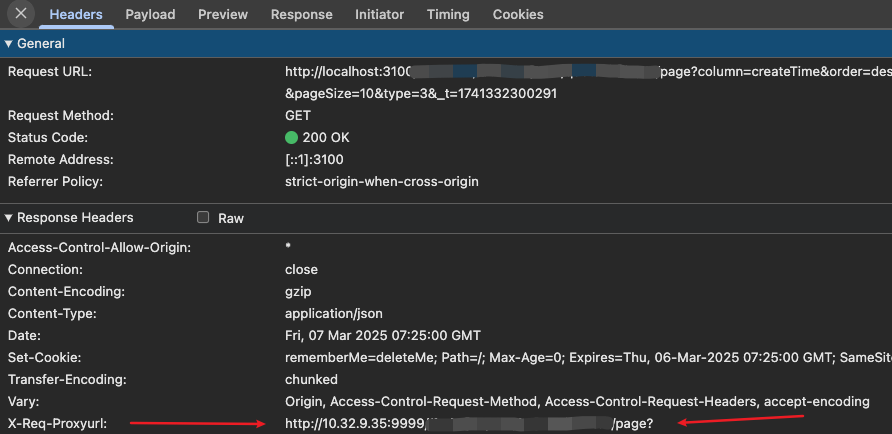 Headers Payload Preview Response Initiator Timing Cookies
General
Request URL: http://localhost:3100 page?column=createTime&order=des
&pageSize=10&type=3&_t=1741332300291
Request Method: GET
Status Code: 200 OK
Remote Address: [::1]:3100
Referrer Policy: strict-origin-when-cross-origin
Response Headers Raw
Access-Control-Allow-Origin: *
Connection: close
Content-Encoding: gzip
Content-Type: application/json
Date: Fri, 07 Mar 2025 07:25:00 GMT
Set-Cookie: rememberMe=deleteMe; Path=/; Max-Age=0; Expires=Thu, 06-Mar-2025 07:25:00 GMT; SameSit
Transfer-Encoding: chunked
Vary: Origin, Access-Control-Request-Method, Access-Control-Request-Headers, accept-encoding
X-Req-Proxyurl: http://10.32.9.35:9999/ /page?